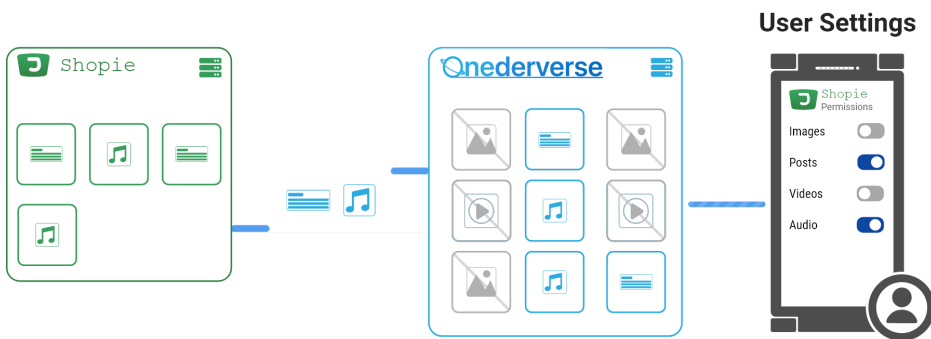 User Settings
Shopie
Onederverse
Shopie
Permissions
Images
Posts
Videos
Audio